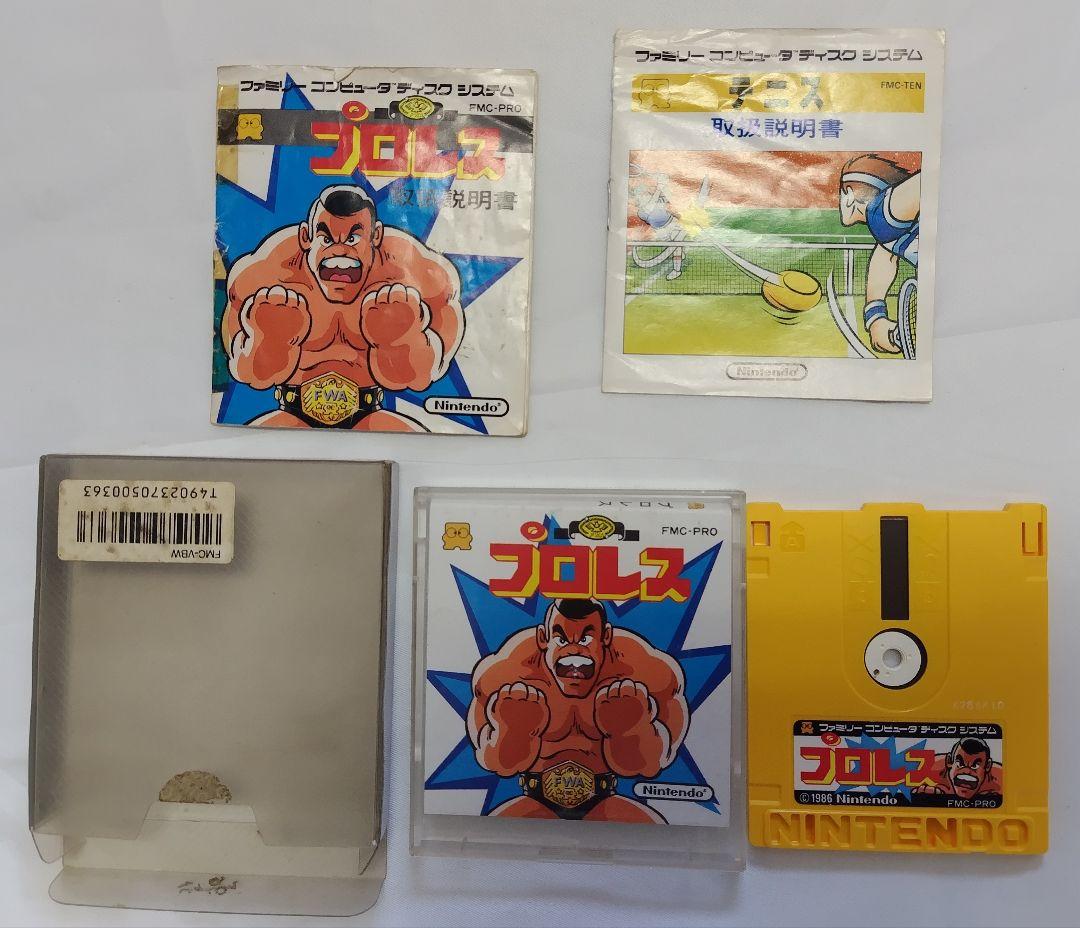 ファミリー コンピュータ ディスク システム
FMC-PRO
プロレス
取扱説明書
FWA
Nintendo®
ファミリー コンピュータ ディスク システム
テニス
FMC-TEN
取扱説明書
Nintendo®
T4902370500363
FMC-VBW
プロレス
FMC-PRO
プロレス
FWA
Nintendo®
ファミリー コンピュータ ディスク システム
プロレス
©1986 Nintendo
FMC-PRO
NINTENDO